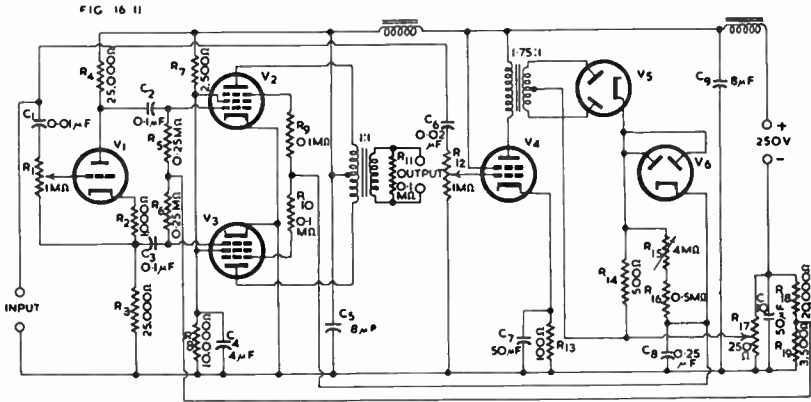 FIG 16 11
R4
25,000Ω
C1
0·01μF
R1
1MΩ
V1
C2
0·1μF
R5
0·25MΩ
R6
0·25MΩ
R2
1000Ω
C3
0·1μF
R3
25,000Ω
INPUT
R7
2,500Ω
V2
V3
R8
10,000Ω
C4
4μF
R9
0·1MΩ
R10
0·1
MΩ
C5
8μF
1:1
R11
0·1
MΩ
OUTPUT
C6
0·02
μF
R12
1MΩ
V4
C7
50μF
100Ω
R13
1·75:1
V5
V6
R14
500Ω
R15
4MΩ
R16
0·5MΩ
C8
0·25
μF
C9
8μF
+
250V
-
R17
250Ω
C10
50μF
R18
20,000Ω
R19
3,500Ω